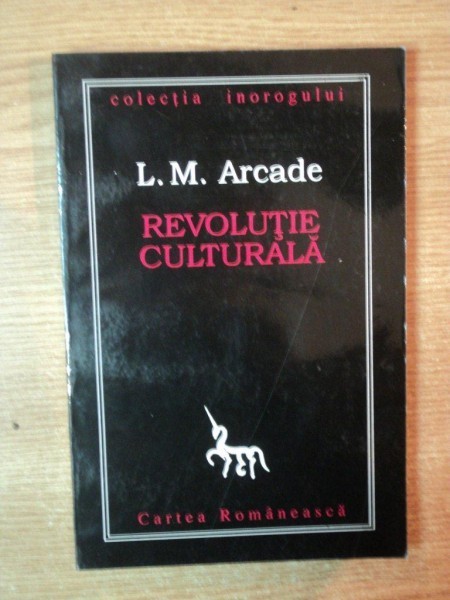 colecția inorogului
L. M. Arcade
REVOLUȚIE
CULTURALĂ
Cartea Românească